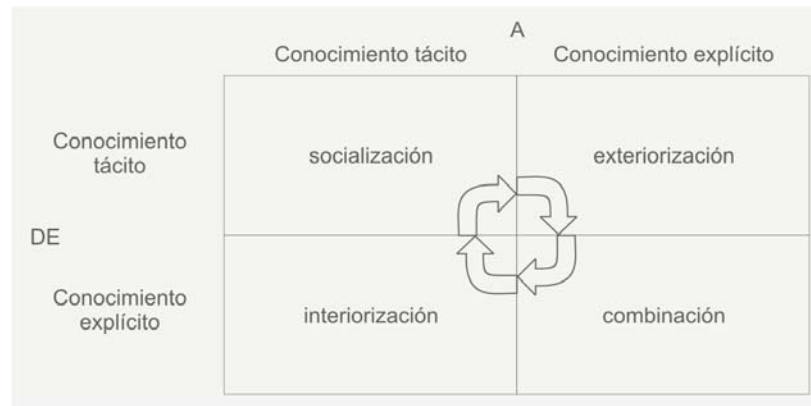 A
Conocimiento tácito
Conocimiento explícito
Conocimiento
tácito
socialización
exteriorización
DE
Conocimiento
explícito
interiorización
combinación